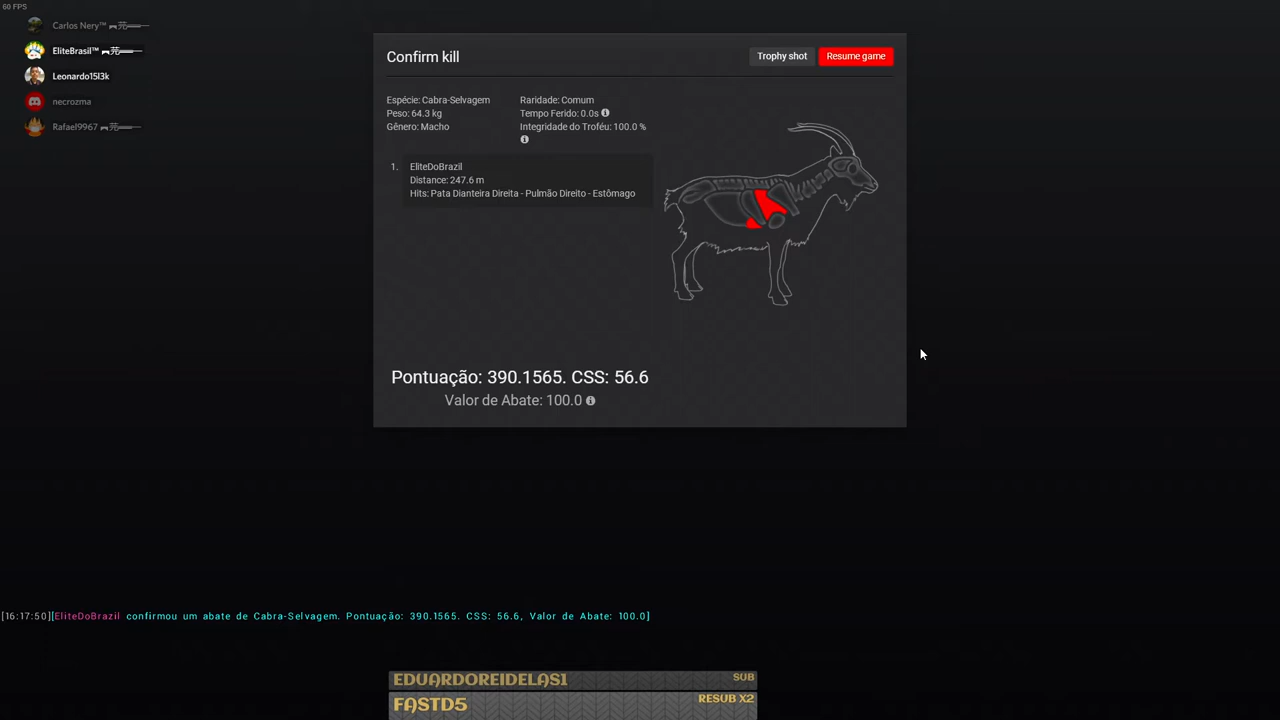 60 FPS
Carlos Nery™
EliteBrasil™
Leonardo15l3k
necrozma
Rafael9967
Confirm kill
Trophy shot
Resume game
Espécie: Cabra-Selvagem
Peso: 64.3 kg
Gênero: Macho
Raridade: Comum
Tempo Ferido: 0.0s
Integridade do Troféu: 100.0 %
1.
EliteDoBrazil
Distance: 247.6 m
Hits: Pata Dianteira Direita - Pulmão Direito - Estômago
Pontuação: 390.1565. CSS: 56.6
Valor de Abate: 100.0
[16:17:50][EliteDoBrazil confirmou um abate de Cabra-Selvagem. Pontuação: 390.1565. CSS: 56.6, Valor de Abate: 100.0]
EDUARDOREIDELAS1 SUB
FASTD5 RESUB X2